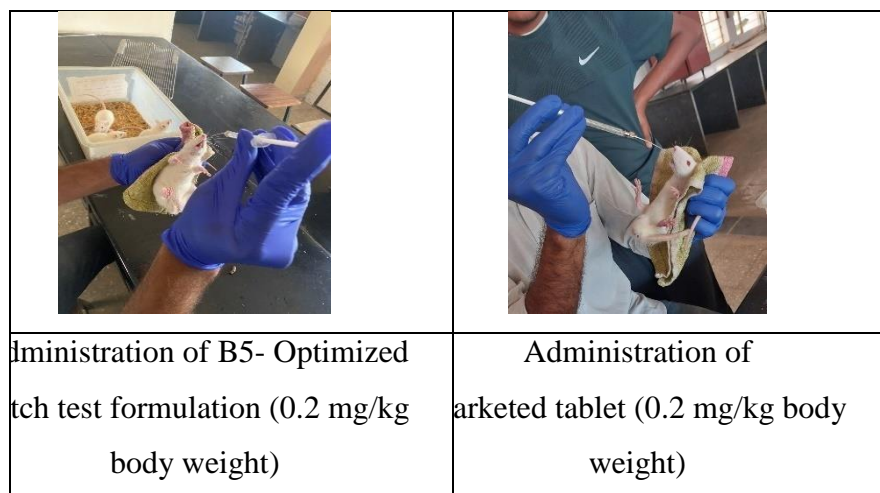 dministration of B5- Optimized
tch test formulation (0.2 mg/kg
body weight)
Administration of
arketed tablet (0.2 mg/kg body
weight)